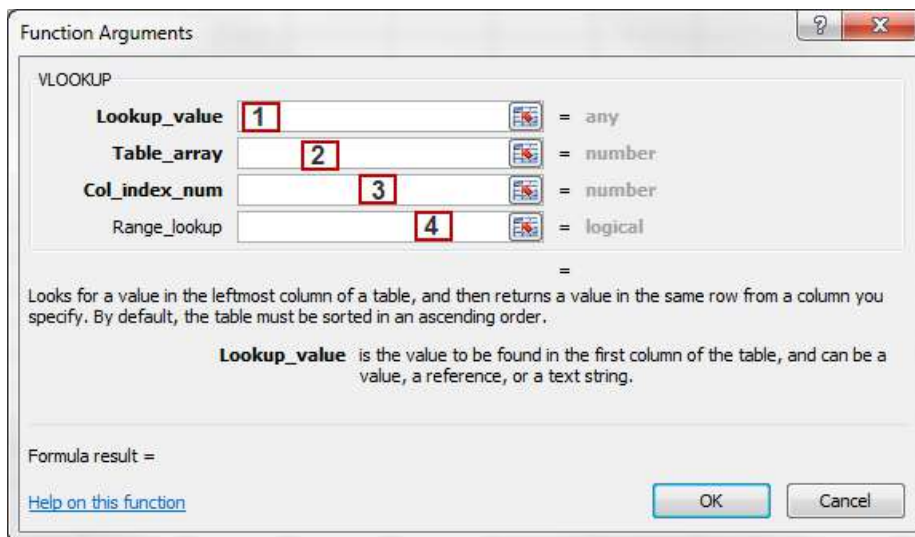 Function Arguments
?
VLOOKUP
Lookup_value 1 = any
Table_array 2 = number
Col_index_num 3 = number
Range_lookup 4 = logical
=
Looks for a value in the leftmost column of a table, and then returns a value in the same row from a column you
specify. By default, the table must be sorted in an ascending order.
Lookup_value is the value to be found in the first column of the table, and can be a
value, a reference, or a text string.
Formula result =
Help on this function OK Cancel